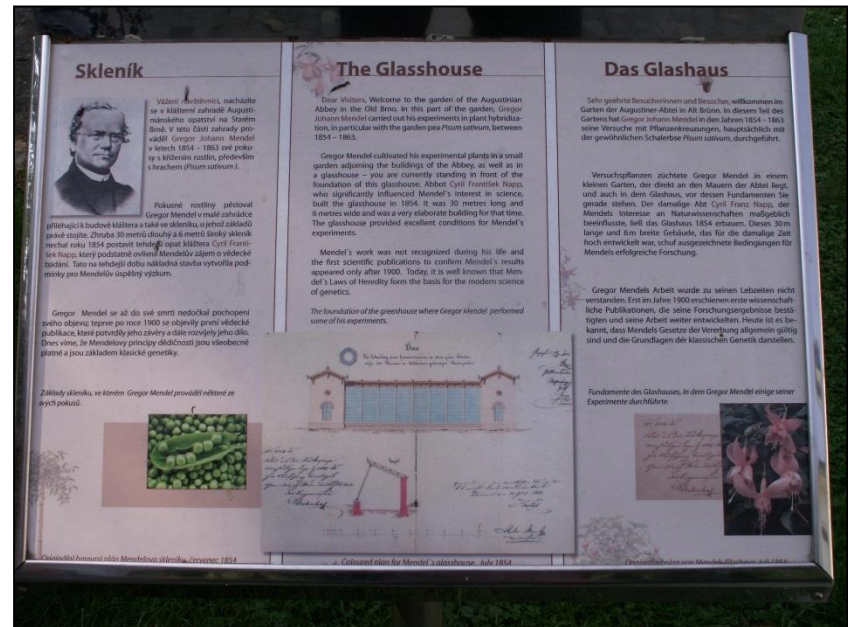 Skleník
Vážení návštěvníci, nacházíte
se v klášterní zahradě Augusti-
niánského opatství na Starém
Brně. V této části zahrady pro-
váděl Gregor Johann Mendel
v letech 1854 – 1863 své poku-
sy s křížením rostlin, především
s hrachem (Pisum sativum ).
Pokusné rostliny pěstoval
Gregor Mendel v malé zahrádce
přiléhající k budově kláštera a také ve skleníku, u jehož základů
právě stojíte. Zhruba 30 metrů dlouhý a 6 metrů široký skleník
nechal roku 1854 postavit tehdejší opat kláštera Cyril Franti-
šek Napp, který podstatně ovlivnil Mendelův zájem o vědecké
bádání. Tato na tehdejší dobu nákladná stavba vytvořila pod-
mínky pro Mendelův úspěšný výzkum.
Gregor Mendel se až do své smrti nedočkal pochopení
svého objevu; teprve po roce 1900 se objevily první vědecké
publikace, které potvrdily jeho závěry a dále rozvíjely jeho dílo.
Dnes víme, že Mendelovy principy dědičnosti jsou všeobecně
platné a jsou základem klasické genetiky.
Základy skleníku, ve kterém Gregor Mendel prováděl některé ze
svých pokusů.
Originální barevný plán Mendelova skleníku, červenec 1854
The Glasshouse
Dear Visitors, Welcome to the garden of the Augustinian
Abbey in the Old Brno. In this part of the garden, Gregor
Johann Mendel carried out his experiments in plant hybridiza-
tion, in particular with the garden pea Pisum sativum, between
1854 – 1863.
Gregor Mendel cultivated his experimental plants in a small
garden adjoining the buildings of the Abbey, as well as in
a glasshouse – you are currently standing in front of the
foundation of this glasshouse. Abbot Cyril František Napp,
who significantly influenced Mendel´s interest in science,
built the glasshouse in 1854. It was 30 metres long and
6 metres wide and was a very elaborate building for that time.
The glasshouse provided excellent conditions for Mendel´s
experiments.
Mendel´s work was not recognized during his life and
the first scientific publications to confirm Mendel´s results
appeared only after 1900. Today, it is well known that Men-
del´s Laws of Heredity form the basis for the modern science
of genetics.
The foundation of the greenhouse where Gregor Mendel performed
some of his experiments.
Plan
Coloured plan for Mendel´s glasshouse, July 1854
Das Glashaus
Sehr geehrte Besucherinnen und Besucher, willkommen im
Garten der Augustiner-Abtei in Alt Brünn. In diesem Teil des
Gartens hat Gregor Johann Mendel in den Jahren 1854 – 1863
seine Versuche mit Pflanzenkreuzungen, hauptsächlich mit
der gewöhnlichen Schalerbse Pisum sativum, durchgeführt.
Versuchspflanzen züchtete Gregor Mendel in einem
kleinen Garten, der direkt an den Mauern der Abtei liegt,
und auch in dem Glashaus, vor dessen Fundamenten Sie
gerade stehen. Der damalige Abt Cyril Franz Napp, der
Mendels Interesse an Naturwissenschaften maßgeblich
beeinflusste, ließ das Glashaus 1854 erbauen. Dieses 30 m
lange und 6 m breite Gebäude, das für die damalige Zeit
hoch entwickelt war, schuf ausgezeichnete Bedingungen für
Mendels erfolgreiche Forschung.
Gregor Mendels Arbeit wurde zu seinen Lebzeiten nicht
verstanden. Erst im Jahre 1900 erschienen erste wissenschaft-
liche Publikationen, die seine Forschungsergebnisse bestä-
tigten und seine Arbeit weiter entwickelten. Heute ist es be-
kannt, dass Mendels Gesetze der Vererbung allgemein gültig
sind und die Grundlagen der klassischen Genetik darstellen.
Fundamente des Glashauses, in dem Gregor Mendel einige seiner
Experimente durchführte.
von Mendels Glashaus, Juli 1854